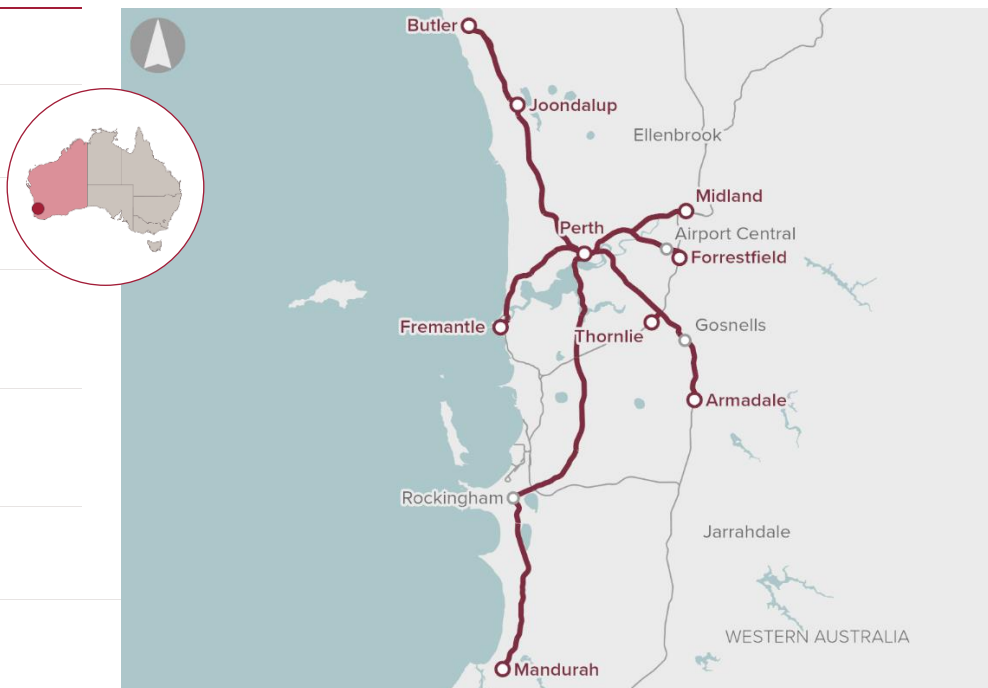 Butler
Joondalup
Ellenbrook
Midland
Perth
Airport Central
Forrestfield
Fremantle
Gosnells
Thornlie
Armadale
Rockingham
Jarrahdale
WESTERN AUSTRALIA
Mandurah